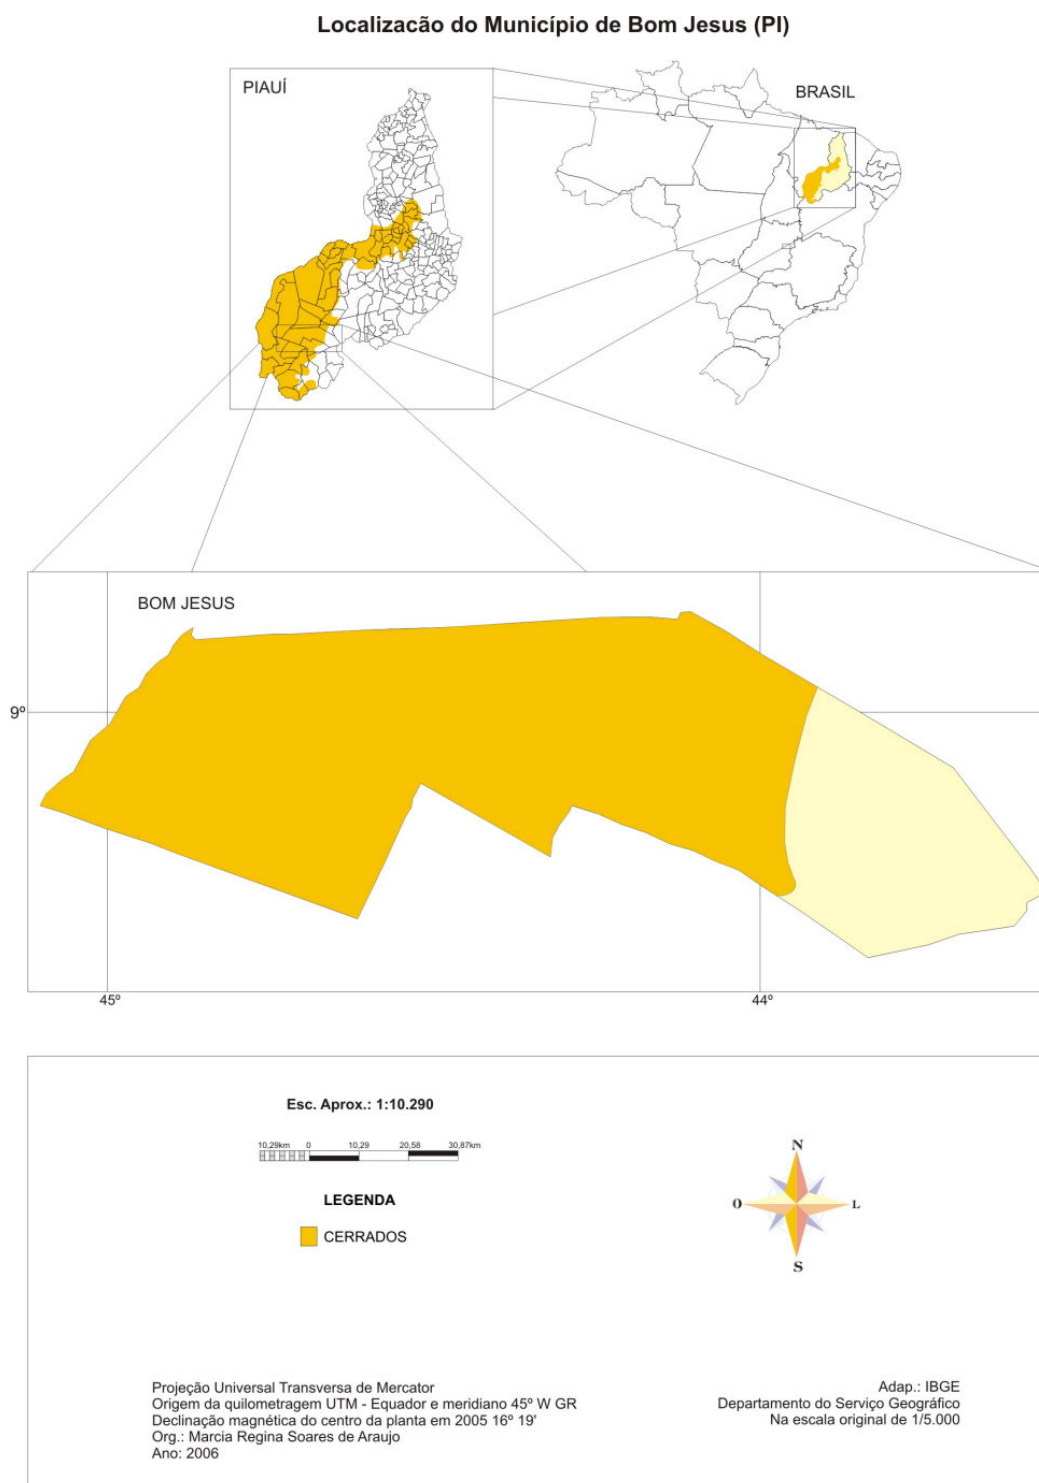 Localizacão do Município de Bom Jesus (PI)
PIAUÍ
BRASIL
BOM JESUS
9º
45º
44º
Esc. Aprox.: 1:10.290
10,29km 0 10,29 20,58 30,87km
LEGENDA
CERRADOS
N
O
L
S
Projeção Universal Transversa de Mercator
Origem da quilometragem UTM - Equador e meridiano 45º W GR
Declinação magnética do centro da planta em 2005 16º 19'
Org.: Marcia Regina Soares de Araujo
Ano: 2006
Adap.: IBGE
Departamento do Serviço Geográfico
Na escala original de 1/5.000